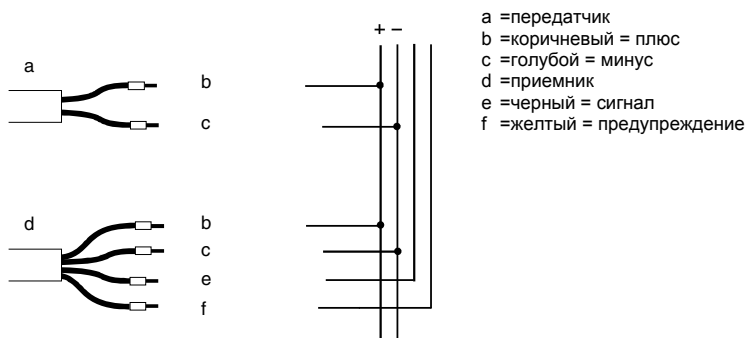 + −
a
b
c
d
b
c
e
f
a =передатчик
b =коричневый = плюс
c =голубой = минус
d =приемник
e =черный = сигнал
f =желтый = предупреждение